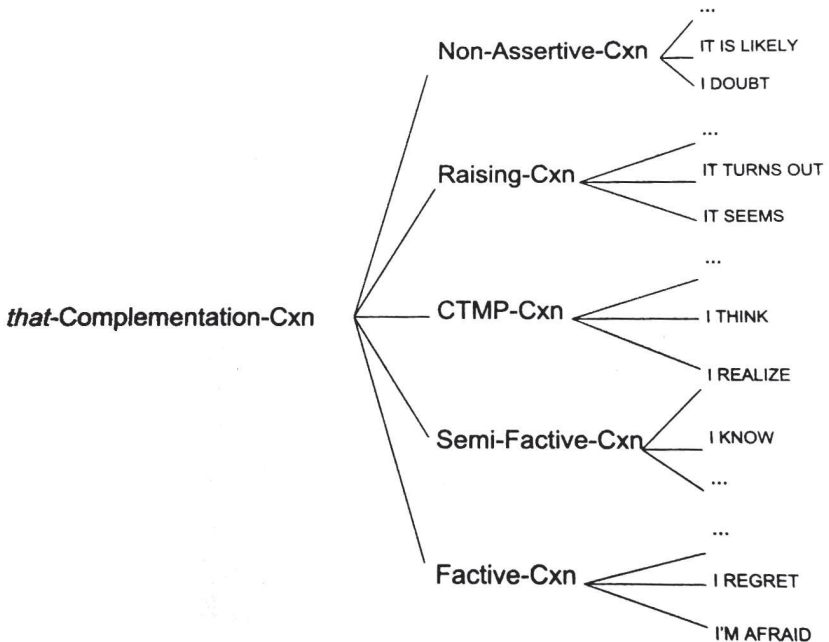 ...
Non-Assertive-Cxn
IT IS LIKELY
I DOUBT
...
Raising-Cxn
IT TURNS OUT
IT SEEMS
that-Complementation-Cxn
...
CTMP-Cxn
I THINK
I REALIZE
Semi-Factive-Cxn
I KNOW
...
...
Factive-Cxn
I REGRET
I'M AFRAID